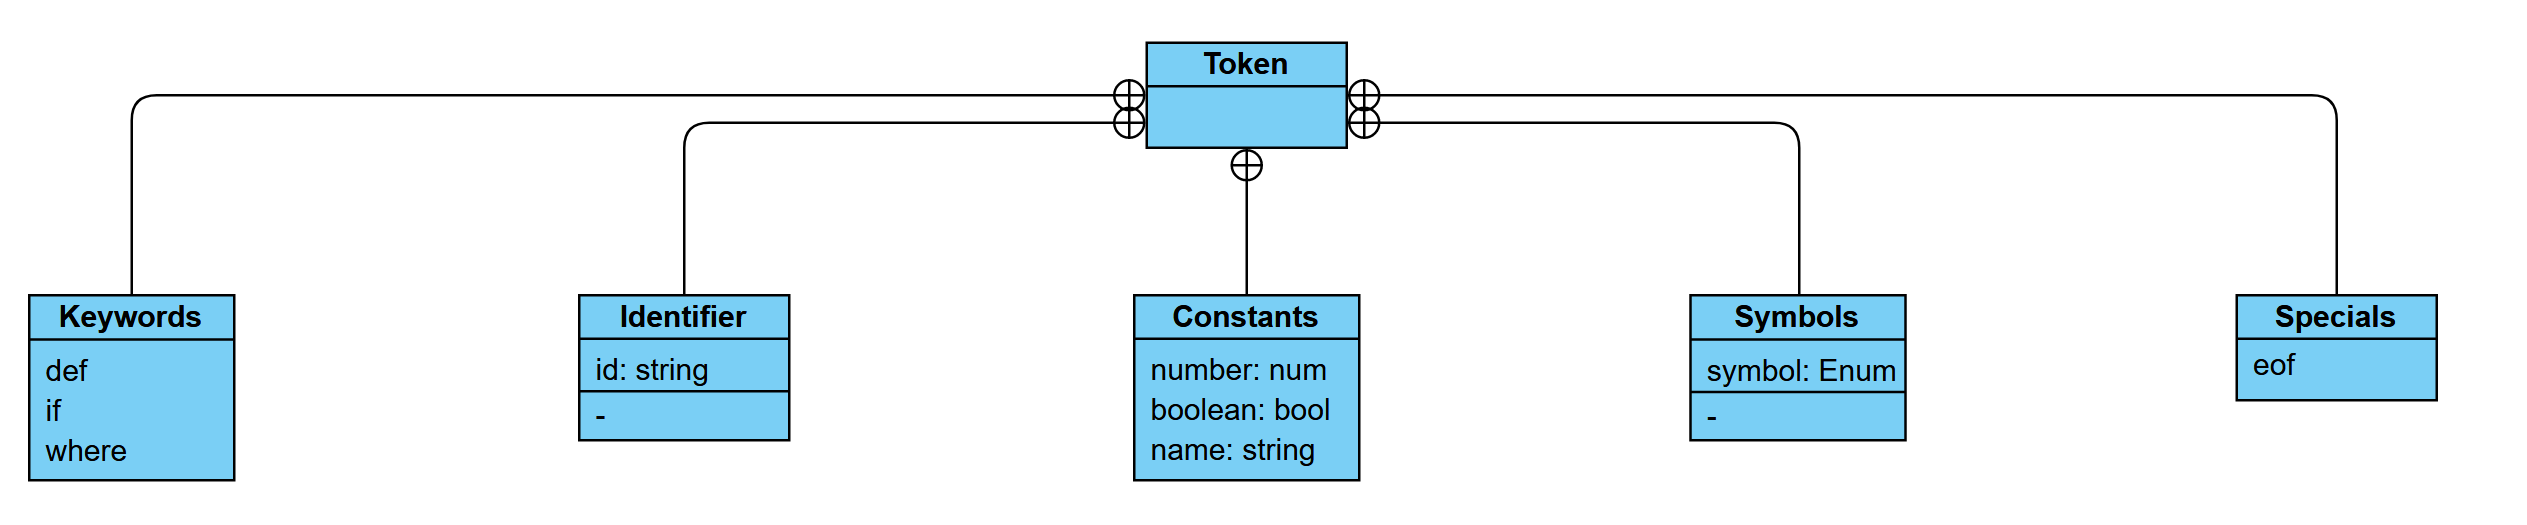 Token
Keywords
def
if
where
Identifier
id: string
-
Constants
number: num
boolean: bool
name: string
Symbols
symbol: Enum
-
Specials
eof